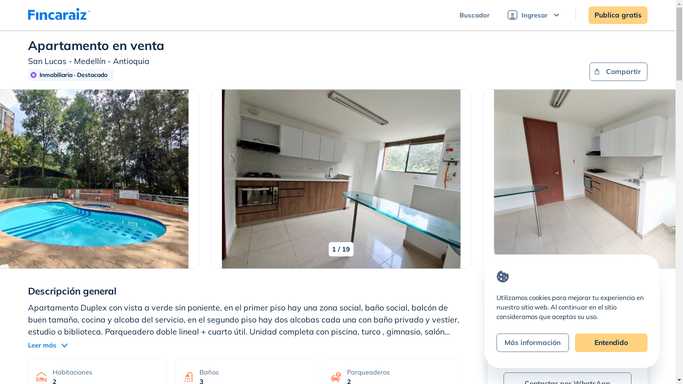 Fincaraiz
Buscador
Ingresar
Publica gratis
Apartamento en venta
San Lucas - Medellín - Antioquia
Inmobiliaria · Destacado
Compartir
1 / 19
Descripción general
Apartamento Duplex con vista a verde sin poniente, en el primer piso hay una zona social, baño social, balcón de
buen tamaño, cocina y alcoba del servicio, en el segundo piso hay dos alcobas cada una con baño privado y vestier,
estudio o biblioteca. Parqueadero doble lineal + cuarto útil. Unidad completa con piscina, turco , gimnasio, salón...
Leer más
Habitaciones
2
Baños
3
Parqueaderos
2
Utilizamos cookies para mejorar tu experiencia en
nuestro sitio web. Al continuar en el sitio
consideramos que aceptas su uso.
Más información
Entendido
Contactar por WhatsApp